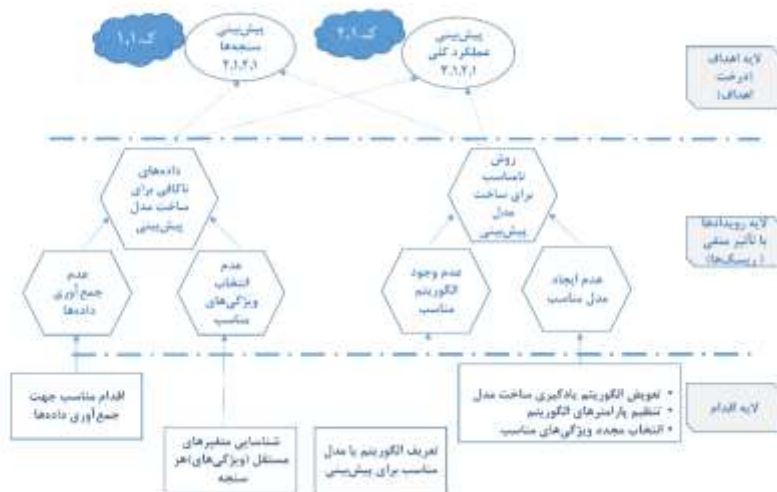 ک.۱,۱
پیش‌بینی
سنجه‌ها
۲.۱,۲.۱
ک.۲,۱
پیش‌بینی
عملکرد کلی
۲.۱,۲.۱
لایه اهداف
(درخت
اهداف)
داده‌های
ناکافی برای
ساخت مدل
پیش‌بینی
روش
نامناسب
برای ساخت
مدل
پیش‌بینی
لایه رویدادها
با تأثیر منفی
(ریسک‌ها)
عدم
جمع‌آوری
داده‌ها
عدم
انتخاب
ویژگی‌های
مناسب
عدم وجود
الگوریتم
مناسب
عدم ایجاد
مدل مناسب
اقدام مناسب جهت
جمع‌آوری داده‌ها
شناسایی متغیرهای
مستقل (ویژگی‌های)هر
سنجه
تعریف الگوریتم یا مدل
مناسب برای پیش‌بینی
• تعویض الگوریتم یادگیری ساخت مدل
• تنظیم پارامترهای الگوریتم
• انتخاب مجدد ویژگی‌های مناسب
لایه اقدام